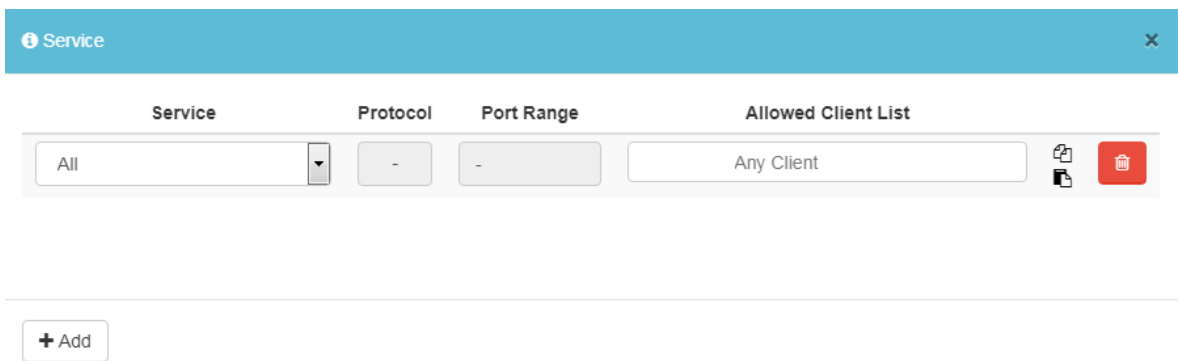 Service
Service Protocol Port Range Allowed Client List
All - - Any Client
Add